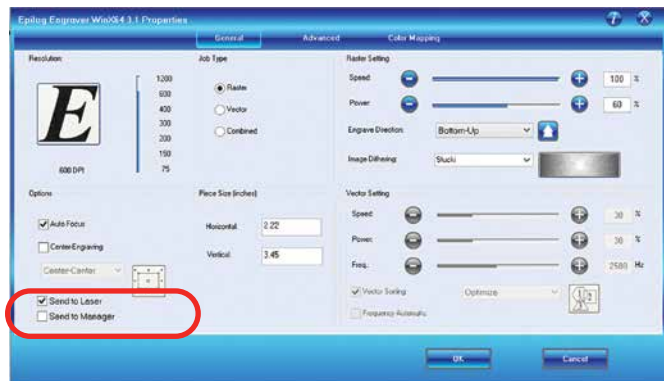 Epilog Engraver WinX64 3.1 Properties
General Advanced Color Mapping
Resolution
E
1200
600
400
300
200
150
75
600 DPI
Job Type
Raster
Vector
Combined
Raster Setting
Speed 100 %
Power 60 %
Engrave Direction: Bottom-Up
Image Dithering: Stucki
Options
Auto Focus
Center-Engraving
Center-Center
Send to Laser
Send to Manager
Piece Size (inches)
Horizontal: 2.22
Vertical: 3.45
Vector Setting
Speed: 30 %
Power: 30 %
Freq.: 2500 Hz
Vector Sorting Optimize
Frequency Automatic
OK Cancel